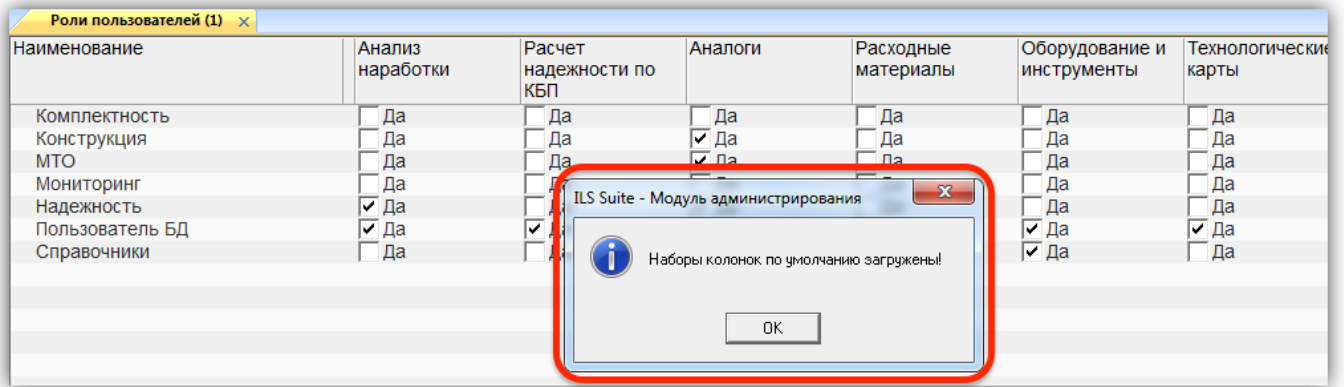 Роли пользователей (1)
Наименование Анализ наработки Расчет надежности по КБП Аналоги Расходные материалы Оборудование и инструменты Технологические карты
Комплектность Да Да Да Да Да Да
Конструкция Да Да Да Да Да Да
МТО Да Да Да Да Да Да
Мониторинг Да Да Да
ILS Suite - Модуль администрирования
Надежность Да Да Да
Пользователь БД Да Да Да
Справочники Да Да Да
Наборы колонок по умолчанию загружены!
OK